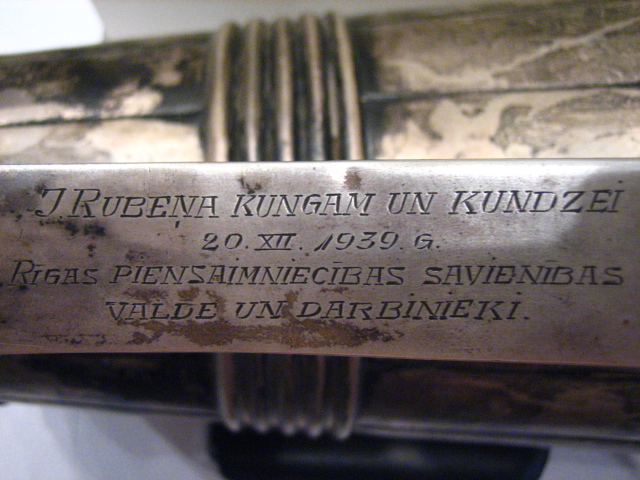 J. RUBEŅA KUNGAM UN KUNDZEI
20. XII. 1939. G.
RĪGAS PIENSAIMNIECĪBAS SAVIENĪBAS
VALDE UN DARBINIEKI.